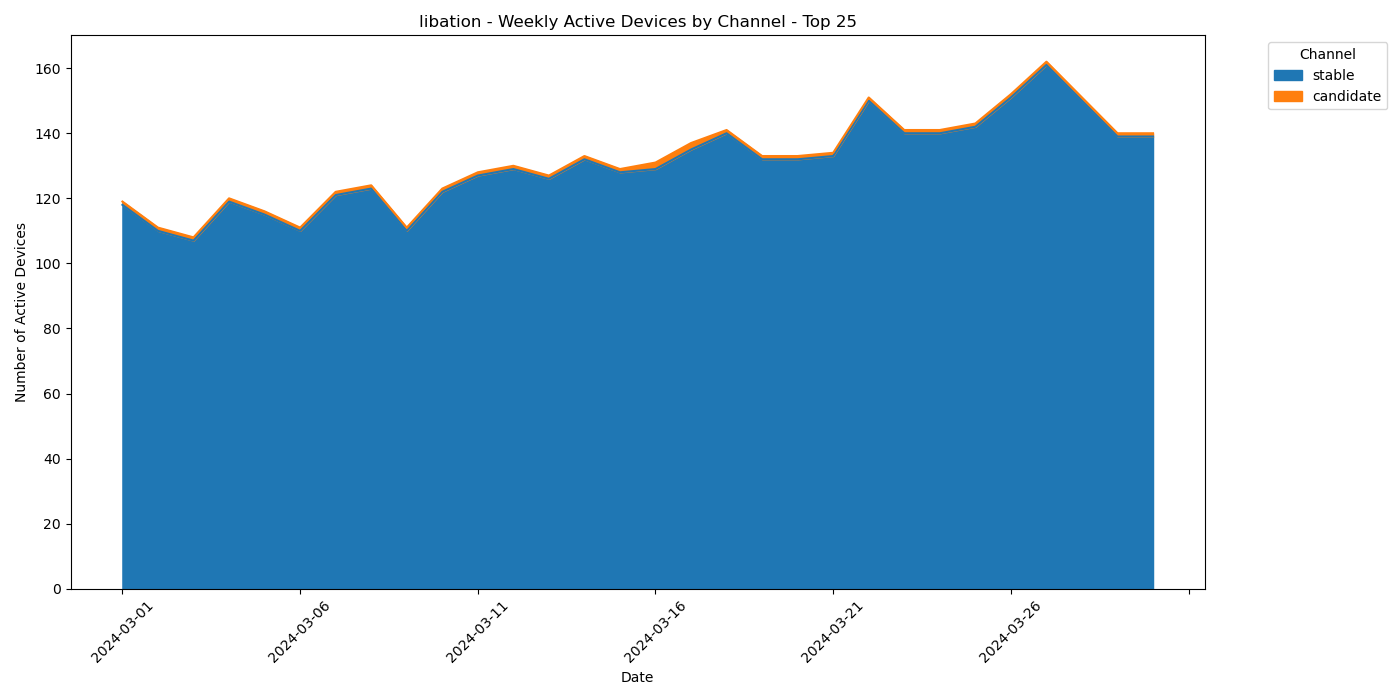 libation - Weekly Active Devices by Channel - Top 25
Channel
stable
candidate
Number of Active Devices
160
140
120
100
80
60
40
20
0
2024-03-01
2024-03-06
2024-03-11
2024-03-16
2024-03-21
2024-03-26
Date